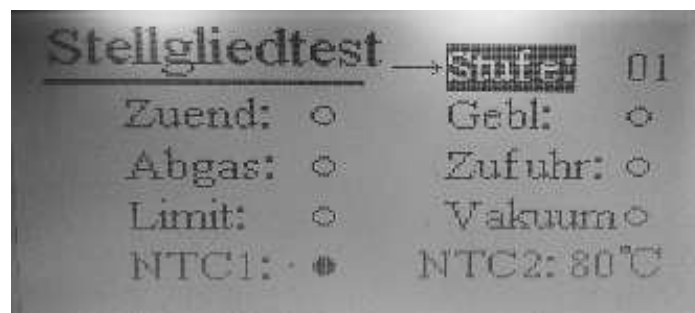 Stellgliedtest → Stufe: 01
Zuend: ○ Gebl: ○
Abgas: ○ Zufuhr: ○
Limit: ○ Vakuum ○
NTC1: ● NTC2: 80°C